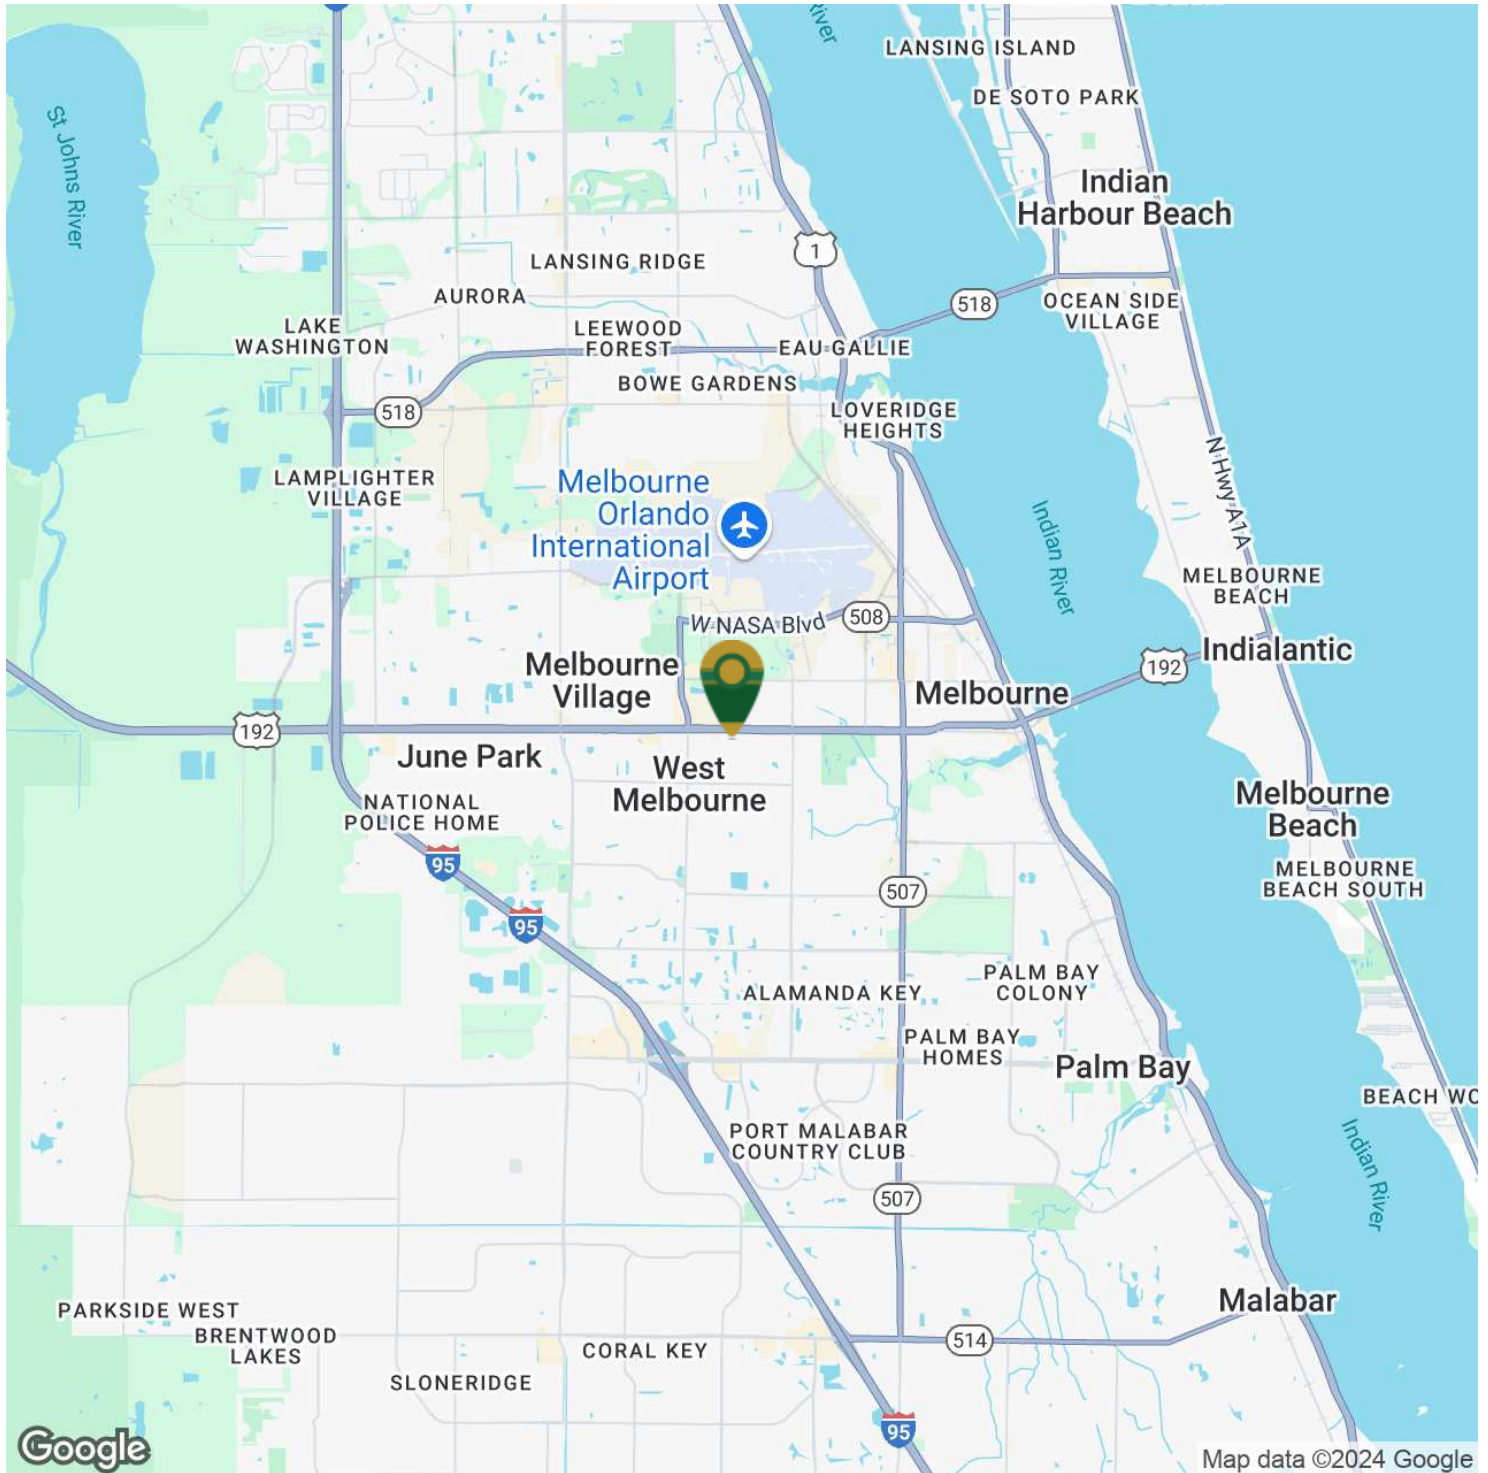 River
LANSING ISLAND
DE SOTO PARK
St Johns River
Indian
Harbour Beach
1
LANSING RIDGE
AURORA
518
OCEAN SIDE
VILLAGE
LAKE
WASHINGTON
LEEWOOD
FOREST
EAU GALLIE
BOWE GARDENS
518
LOVERIDGE
HEIGHTS
N Hwy A1A
LAMPLIGHTER
VILLAGE
Melbourne
Orlando
International
Airport
Indian River
MELBOURNE
BEACH
W NASA Blvd
508
Indialantic
192
Melbourne
Village
Melbourne
192
June Park
West
Melbourne
NATIONAL
POLICE HOME
Melbourne
Beach
95
MELBOURNE
BEACH SOUTH
507
95
PALM BAY
COLONY
ALAMANDA KEY
PALM BAY
HOMES
Palm Bay
BEACH WO
PORT MALABAR
COUNTRY CLUB
Indian River
507
Malabar
PARKSIDE WEST
BRENTWOOD
LAKES
514
CORAL KEY
SLONERIDGE
95
Google
Map data ©2024 Google